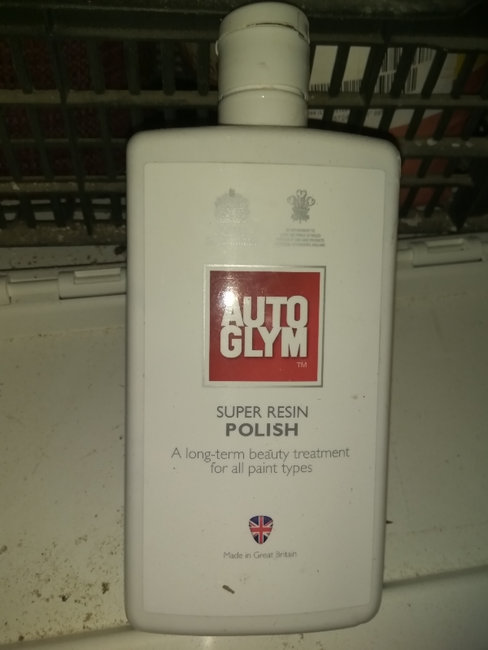 AUTO
GLYM
TM
SUPER RESIN
POLISH
A long-term beauty treatment
for all paint types
Made in Great Britain